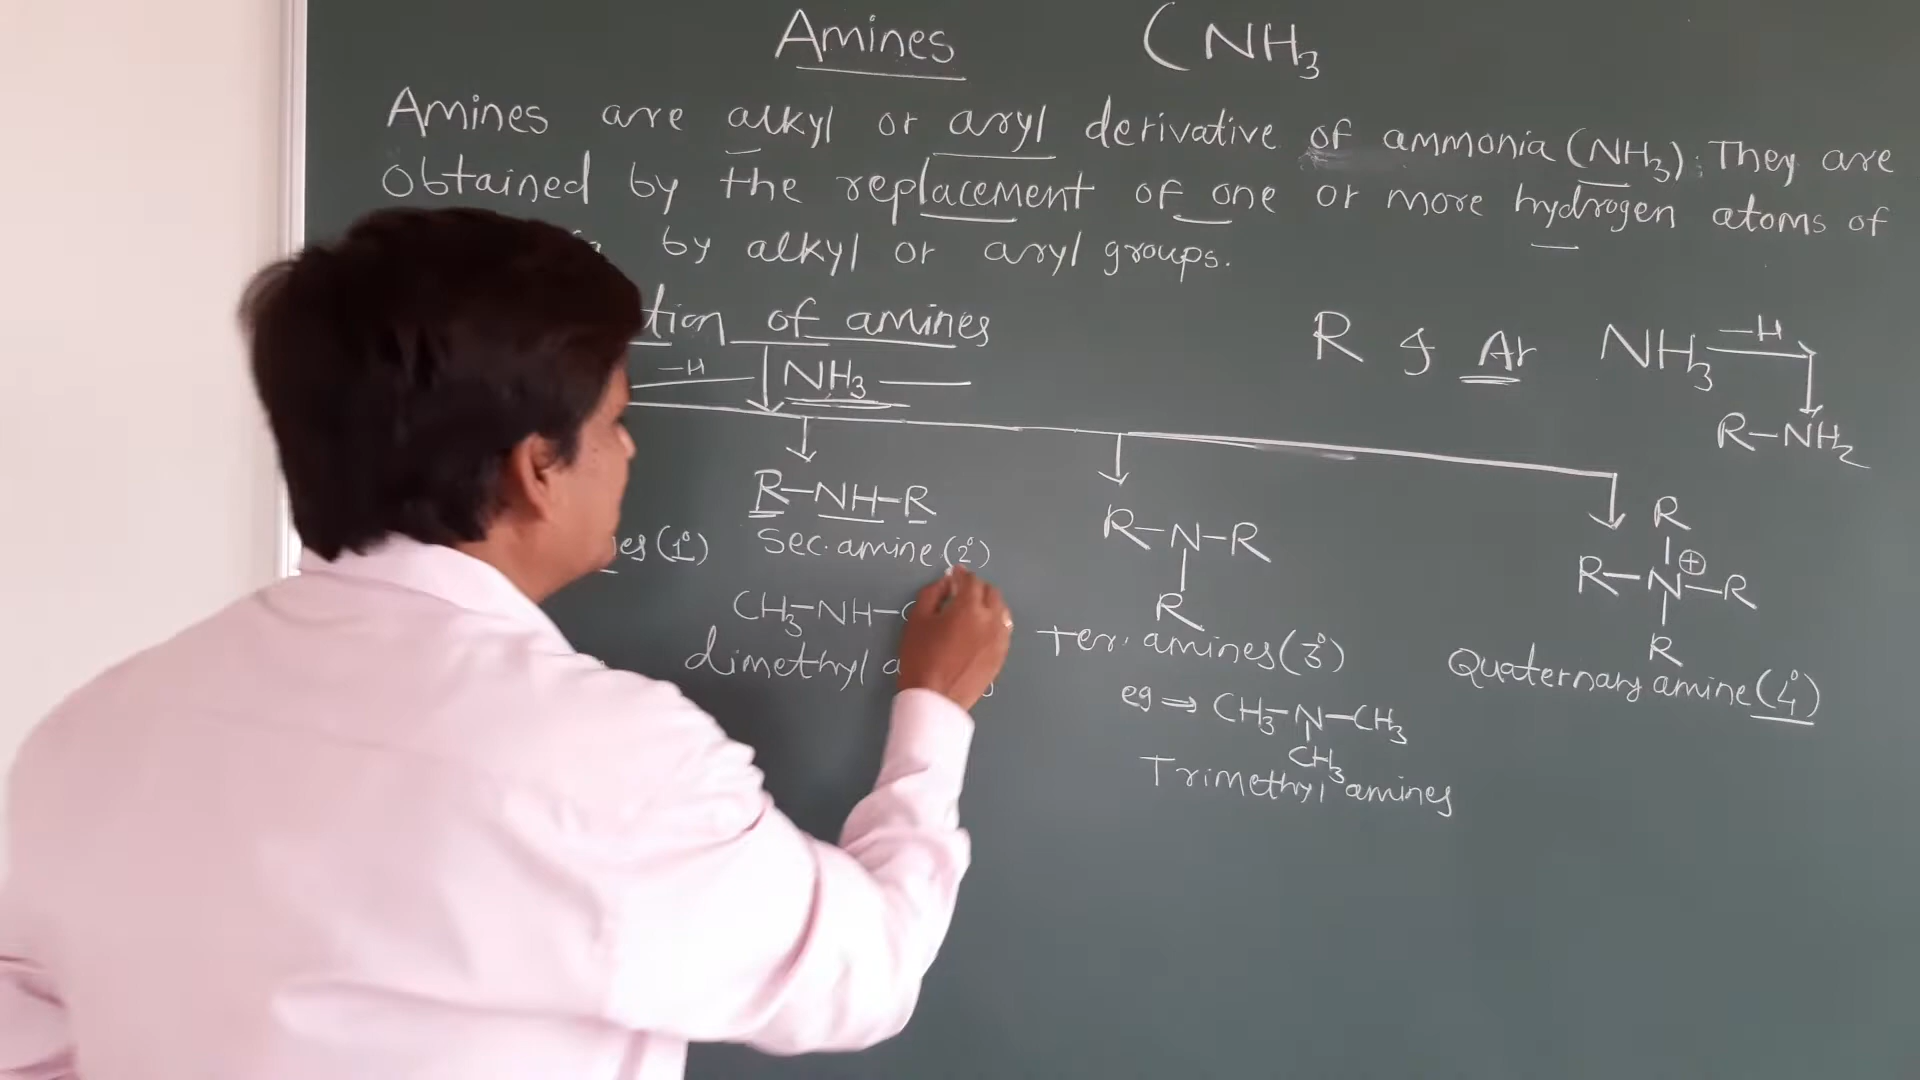 Amines (NH3
Amines are alkyl or aryl derivative of ammonia (NH3). They are
obtained by the replacement of one or more hydrogen atoms of
by alkyl or aryl groups.
of amines
R & Ar NH3 -H
-H NH3
R-NH2
R-NH-R
R-N-R
R
R
R-N⊕-R
R
(1°) Sec. amine (2°)
CH3-NH-
dimethyl
Ter. amines (3°)
Quaternary amine (4°)
eg ⇒ CH3-N-CH3
CH3
Trimethyl amines